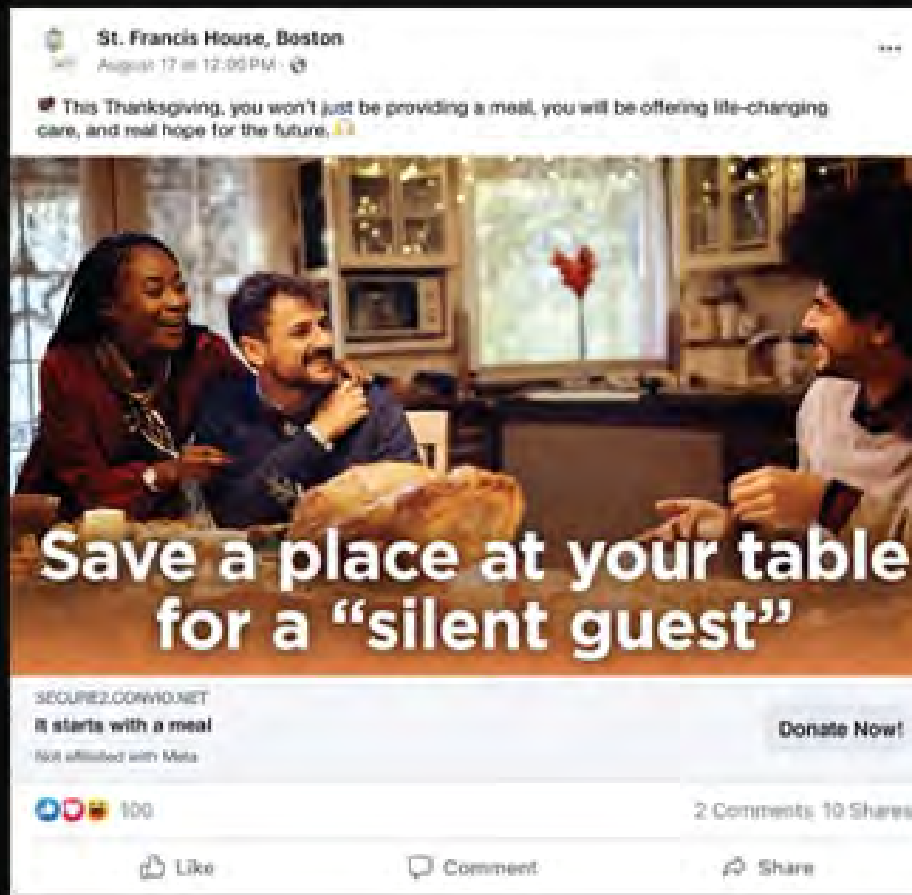 St. Francis House, Boston
August 17 at 12:00 PM ·
This Thanksgiving, you won't just be providing a meal, you will be offering life-changing
care, and real hope for the future.
Save a place at your table
for a “silent guest”
SECURE2.CONVIO.NET
It starts with a meal
Donate Now!
Not affiliated with Meta
100
2 Comments 10 Shares
Like
Comment
Share